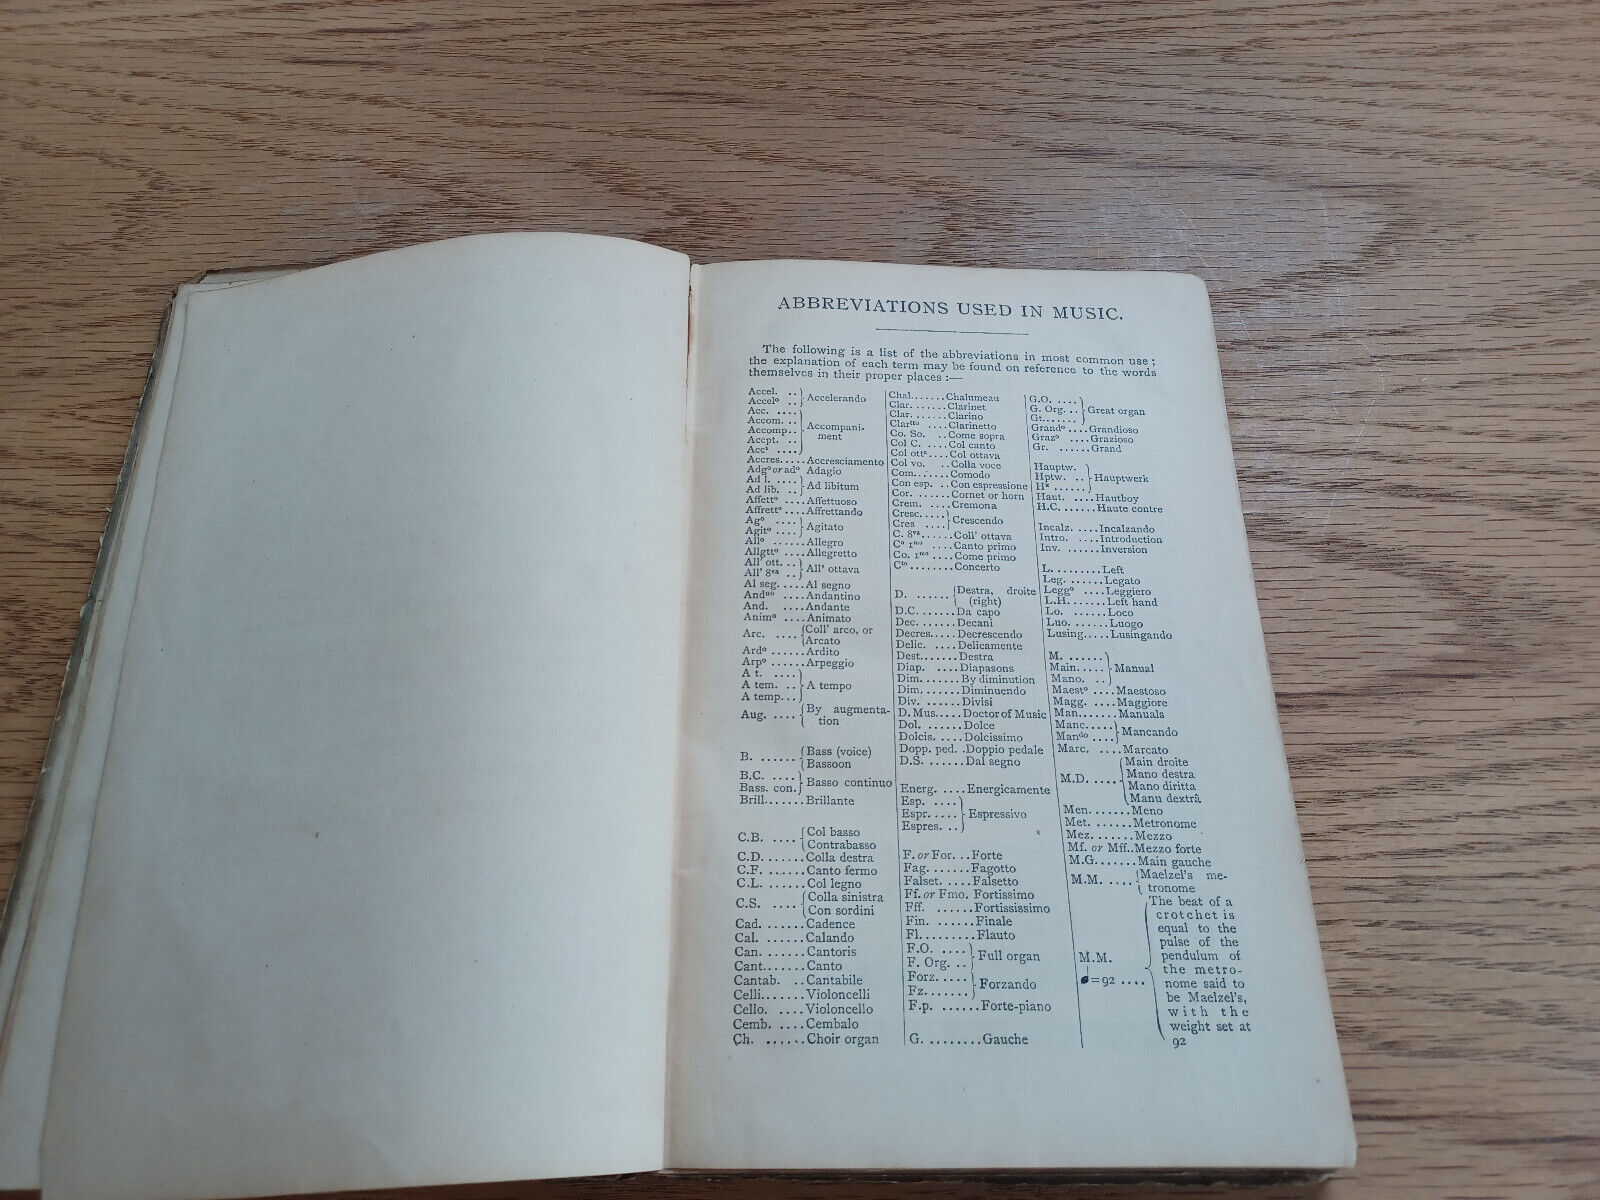 ABBREVIATIONS USED IN MUSIC.
The following is a list of the abbreviations in most common use;
the explanation of each term may be found on reference to the words
themselves in their proper places :—
Accel. ..
Accelº ..
Accelerando
Acc. ....
Accom...
Accomp..
Accpt. ..
Accᵗ ....
Accompani-
ment
Accres.....Accresciamento
Adgº or adº Adagio
Ad l. ....
Ad lib. ..
Ad libitum
Affettº ....Affettuoso
Affrettº ....Affrettando
Agº ....
Agitº ....
Agitato
Allº ......Allegro
Allgttº ....Allegretto
All' ott...
All' 8ᵛᵃ ..
All' ottava
Al seg. ....Al segno
Andⁿᵒ ....Andantino
And. ....Andante
Animº ....Animato
Arc. ....
Coll' arco, or
Arcato
Ardº ......Ardito
Arpº ......Arpeggio
A t. ....
A tem. ..
A temp...
A tempo
Aug. ....
By augmenta-
tion
B. ......
Bass (voice)
Bassoon
B.C. ....
Bass. con.
Basso continuo
Brill.......Brillante
C.B. ....
Col basso
Contrabasso
C.D. ......Colla destra
C.F. ......Canto fermo
C.L. ......Col legno
C.S. ....
Colla sinistra
Con sordini
Cad. ......Cadence
Cal. ......Calando
Can. ......Cantoris
Cant.......Canto
Cantab. ..Cantabile
Celli.......Violoncelli
Cello. ....Violoncello
Cemb. ....Cembalo
Ch. ......Choir organ
Chal.......Chalumeau
Clar.......Clarinet
Clar.......Clarino
Clarᵗᵗᵒ ....Clarinetto
Co. So. ..Come sopra
Col C. ....Col canto
Col ottª....Col ottava
Col vo. ..Colla voce
Com.......Comodo
Con esp. ..Con espressione
Cor. ......Cornet or horn
Crem. ....Cremona
Cresc.....
Cres ....
Crescendo
C. 8ᵛᵃ......Coll' ottava
Cº 1ᵐᵒ ....Canto primo
Co. 1ᵐᵒ ....Come primo
Cᵗᵒ ........Concerto
D. ......
Destra, droite
(right)
D.C.......Da capo
Dec. ......Decani
Decres.....Decrescendo
Delic. ....Delicamente
Dest.......Destra
Diap. ....Diapasons
Dim.......By diminution
Dim.......Diminuendo
Div. ......Divisi
D. Mus.....Doctor of Music
Dol. ......Dolce
Dolcis. ....Dolcissimo
Dopp. ped. .Doppio pedale
D.S. ......Dal segno
Energ. ....Energicamente
Esp. ....
Espr.....
Espres. ..
Espressivo
F. or For. ..Forte
Fag.......Fagotto
Falset. ....Falsetto
Ff. or Fmo. Fortissimo
Fff. ......Fortississimo
Fin. ......Finale
Fl.........Flauto
F.O. ....
F. Org. ..
Full organ
Forz.....
Fz.......
Forzando
F.p. ......Forte-piano
G. ........Gauche
G.O. ....
G. Org. ..
Gt.......
Great organ
Grandº ....Grandioso
Grazº ....Grazioso
Gr. ......Grand
Hauptw.
Hptw. ..
Hauptwerk
Haut. ....Hautboy
H.C.......Haute contre
Incalz. ....Incalzando
Intro. ....Introduction
Inv. ......Inversion
L. ........Left
Leg. ......Legato
Leggº ....Leggiero
L.H.......Left hand
Lo. ......Loco
Luo. ......Luogo
Lusing.....Lusingando
M. ......
Main.....
Mano. ..
Manual
Maestº ....Maestoso
Magg. ....Maggiore
Man.......Manuals
Manc.....
Manᵈᵒ ....
Mancando
Marc. ....Marcato
M.D. .....
Main droite
Mano destra
Mano diritta
Manu dextrâ
Men.......Meno
Met. ......Metronome
Mez.......Mezzo
Mf. or Mff..Mezzo forte
M.G.......Main gauche
M.M. ....
Maelzel's me-
tronome
M.M.
♩=92 ....
The beat of a
crotchet is
equal to the
pulse of the
pendulum of
the metro-
nome said to
be Maelzel's,
with the
weight set at
92